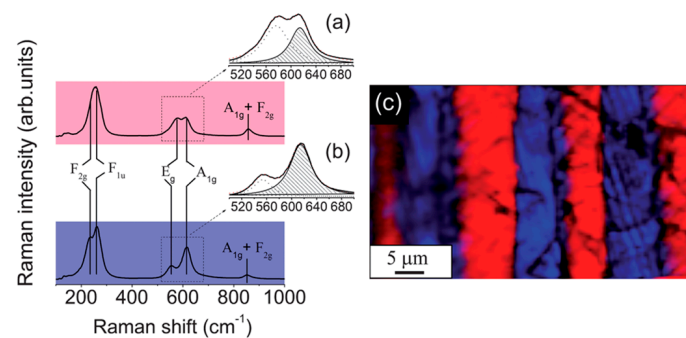 (a)
520 560 600 640 680
A1g + F2g
(b)
F2g
F1u
Eg
A1g
520 560 600 640 680
A1g + F2g
200 400 600 800 1000
Raman shift (cm-1)
Raman intensity (arb.units)
(c)
5 μm